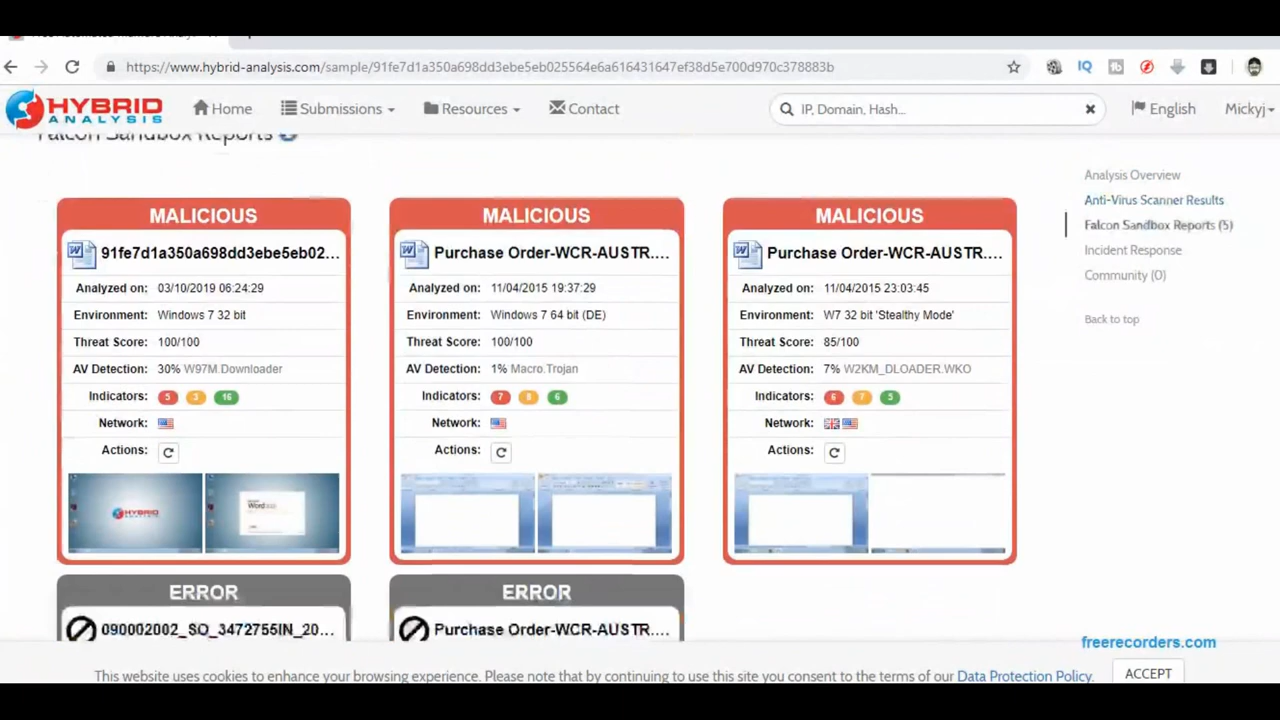 https://www.hybrid-analysis.com/sample/91fe7d1a350a698dd3ebe5eb025564e6a616431647ef38d5e700d970c378883b
IQ
HYBRID
ANALYSIS
Home
Submissions
Resources
Contact
IP, Domain, Hash...
English
Mickyj
Falcon Sandbox Reports
Analysis Overview
Anti-Virus Scanner Results
Falcon Sandbox Reports (5)
Incident Response
Community (0)
Back to top
MALICIOUS
91fe7d1a350a698dd3ebe5eb02...
Analyzed on: 03/10/2019 06:24:29
Environment: Windows 7 32 bit
Threat Score: 100/100
AV Detection: 30% W97M.Downloader
Indicators: 5 3 16
Network:
Actions:
HYBRID
Word
MALICIOUS
Purchase Order-WCR-AUSTR....
Analyzed on: 11/04/2015 19:37:29
Environment: Windows 7 64 bit (DE)
Threat Score: 100/100
AV Detection: 1% Macro.Trojan
Indicators: 7 8 6
Network:
Actions:
MALICIOUS
Purchase Order-WCR-AUSTR....
Analyzed on: 11/04/2015 23:03:45
Environment: W7 32 bit 'Stealthy Mode'
Threat Score: 85/100
AV Detection: 7% W2KM_DLOADER.WKO
Indicators: 6 7 5
Network:
Actions:
ERROR
090002002_SO_3472755IN_20...
ERROR
Purchase Order-WCR-AUSTR....
freerecorders.com
This website uses cookies to enhance your browsing experience. Please note that by continuing to use this site you consent to the terms of our Data Protection Policy.
ACCEPT